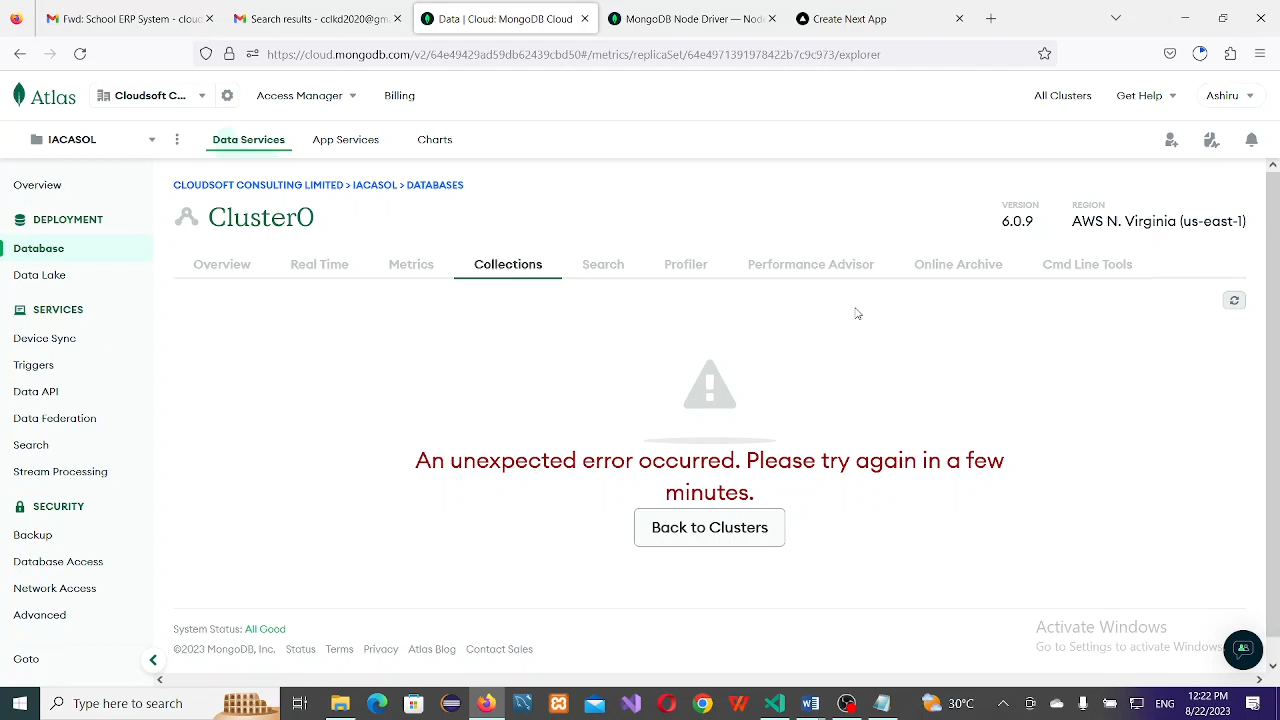 Fwd: School ERP System - clcd
Samson - clkd2020@gm
Data | Cloud: MongoDB Cloud
MongoDB Drive — Node
Create Next App
https://cloud.mongodb.com/v2/64e49429ad59db62439cbd50#/metrics/replicaSet/64e497139197842​2b7c9c973/explorer
Atlas
Cloudsoft C...
Access Manager
Billing
All Clusters
Get Help
Ashiru
IACASOL
Data Services
App Services
Charts
Overview
DEPLOYMENT
Database
Data Lake
SERVICES
Device Sync
Triggers
Data API
Data Federation
Search
Stream Processing
SECURITY
Backup
Database Access
Network Access
Advanced
Goto
CLOUDSOFT CONSULTING LIMITED > IACASOL > DATABASES
Cluster0
VERSION
6.0.9
REGION
AWS N. Virginia (us-east-1)
Overview
Real Time
Metrics
Collections
Search
Profiler
Performance Advisor
Online Archive
Cmd Line Tools
An unexpected error occurred. Please try again in a few
minutes.
Back to Clusters
System Status: All Good
©2023 MongoDB, Inc.
Status
Terms
Privacy
Atlas Blog
Contact Sales
Activate Windows
Go to Settings to activate Windows.
Type here to search
30°C
ENG
12:22 PM
8/22/2023